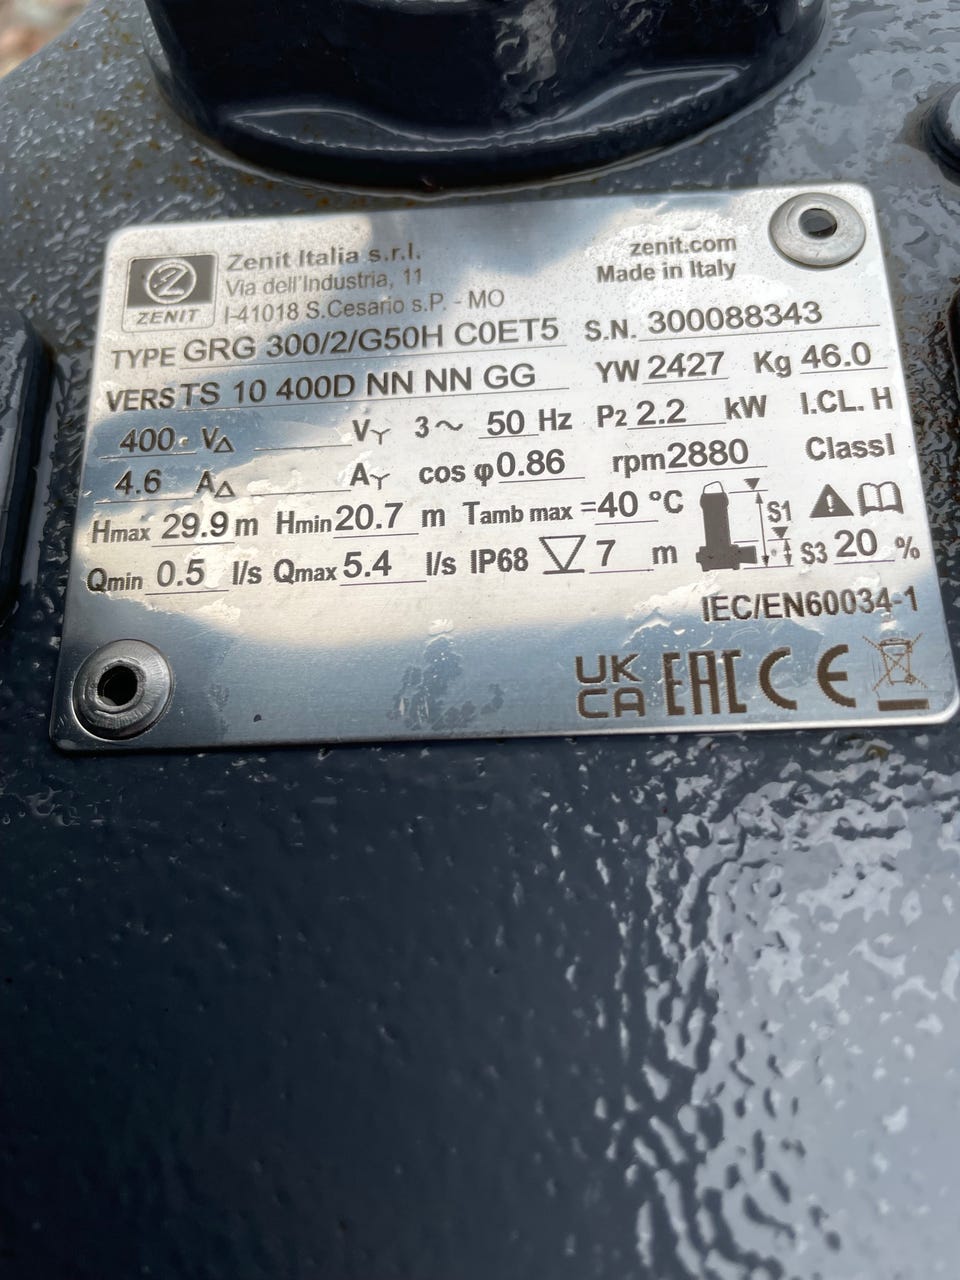 Zenit Italia s.r.l.
Via dell'Industria, 11
I-41018 S.Cesario s.P. - MO
ZENIT
zenit.com
Made in Italy
TYPE GRG 300/2/G50H C0ET5 S.N. 300088343
VERS TS 10 400D NN NN GG YW 2427 Kg 46.0
400 VΔ VY 3~ 50 Hz P2 2.2 kW I.CL. H
4.6 AΔ AY cos φ 0.86 rpm 2880 ClassI
Hmax 29.9 m Hmin 20.7 m Tamb max =40 °C S1
Qmin 0.5 l/s Qmax 5.4 l/s IP68 7 m S3 20 %
IEC/EN60034-1
UK CA EAC CE